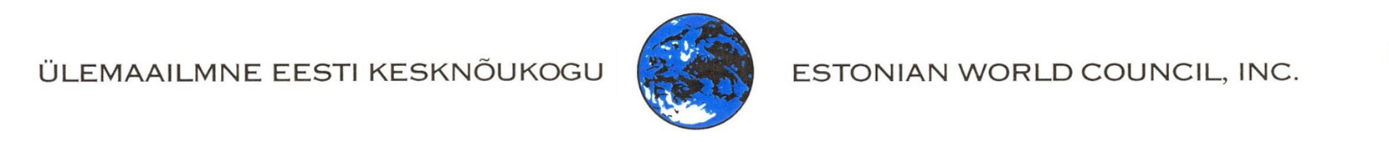 ÜLEMAAILMNE EESTI KESKNÕUKOGU ESTONIAN WORLD COUNCIL, INC.